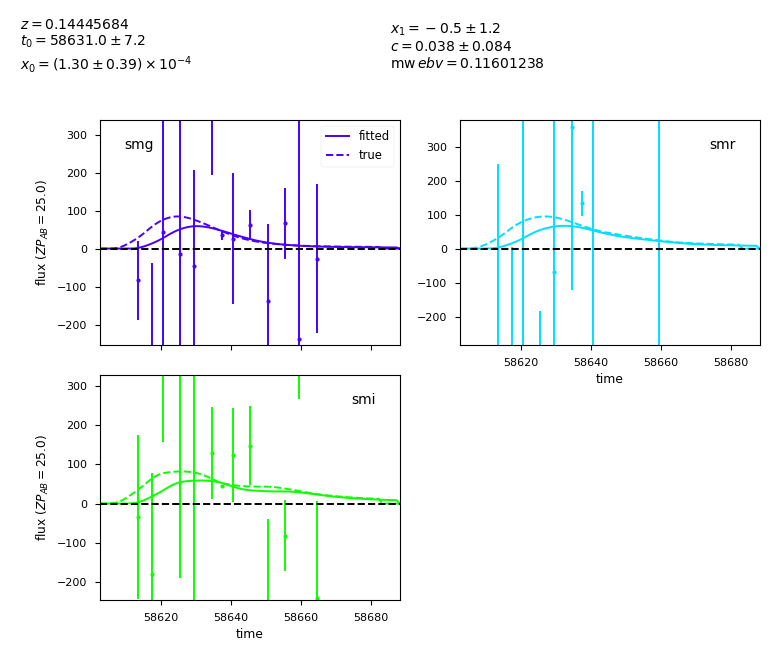 z = 0.14445684
t0 = 58631.0 ± 7.2
x0 = (1.30 ± 0.39) × 10^−4
x1 = −0.5 ± 1.2
c = 0.038 ± 0.084
mw ebv = 0.11601238
300
200
100
0
−100
−200
flux (ZP_AB = 25.0)
smg
fitted
true
300
200
100
0
−100
−200
smr
58620
58640
58660
58680
time
300
200
100
0
−100
−200
flux (ZP_AB = 25.0)
smi
58620
58640
58660
58680
time